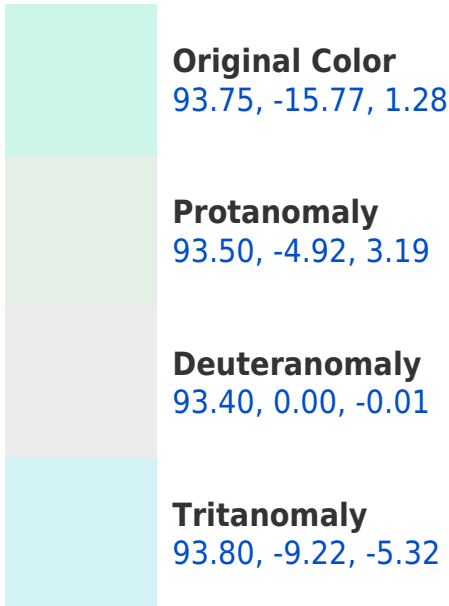 Original Color
93.75, -15.77, 1.28
Protanomaly
93.50, -4.92, 3.19
Deuteranomaly
93.40, 0.00, -0.01
Tritanomaly
93.80, -9.22, -5.32